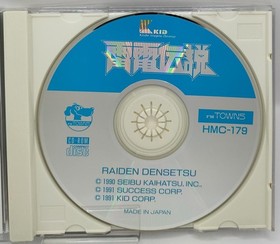 KID
雷電伝説
FM TOWNS
HMC-179
CD-ROM
disc
RAIDEN DENSETSU
© 1990 SEIBU KAIHATSU, INC.,
© 1991 SUCCESS CORP.
© 1991 KID CORP.
MADE IN JAPAN